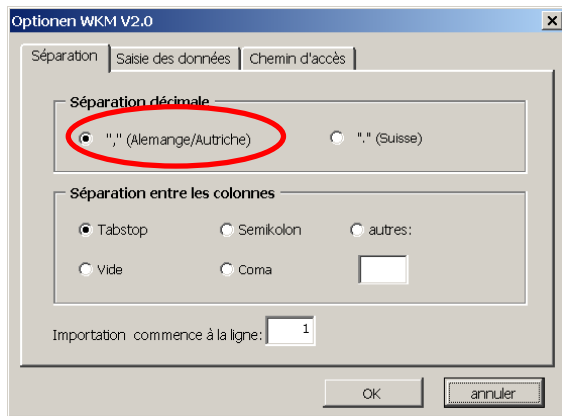 Optionen WKM V2.0
Séparation Saisie des données Chemin d'accès
Séparation décimale
"," (Alemange/Autriche) "." (Suisse)
Séparation entre les colonnes
Tabstop Semikolon autres:
Vide Coma
Importation commence à la ligne: 1
OK annuler